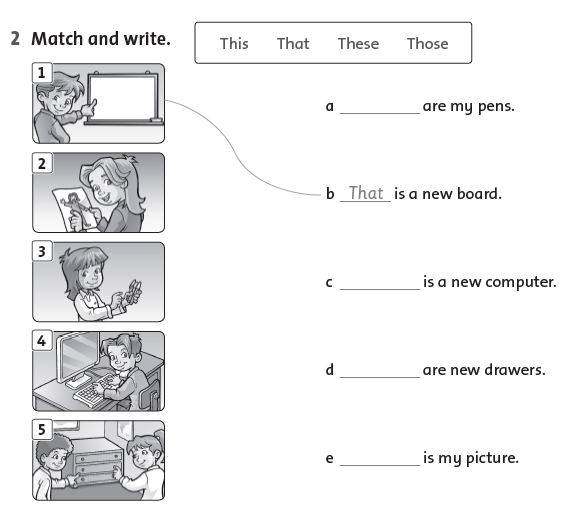 2 Match and write.
This That These Those
1
a __________ are my pens.
2
b That is a new board.
3
c __________ is a new computer.
4
d __________ are new drawers.
5
e __________ is my picture.